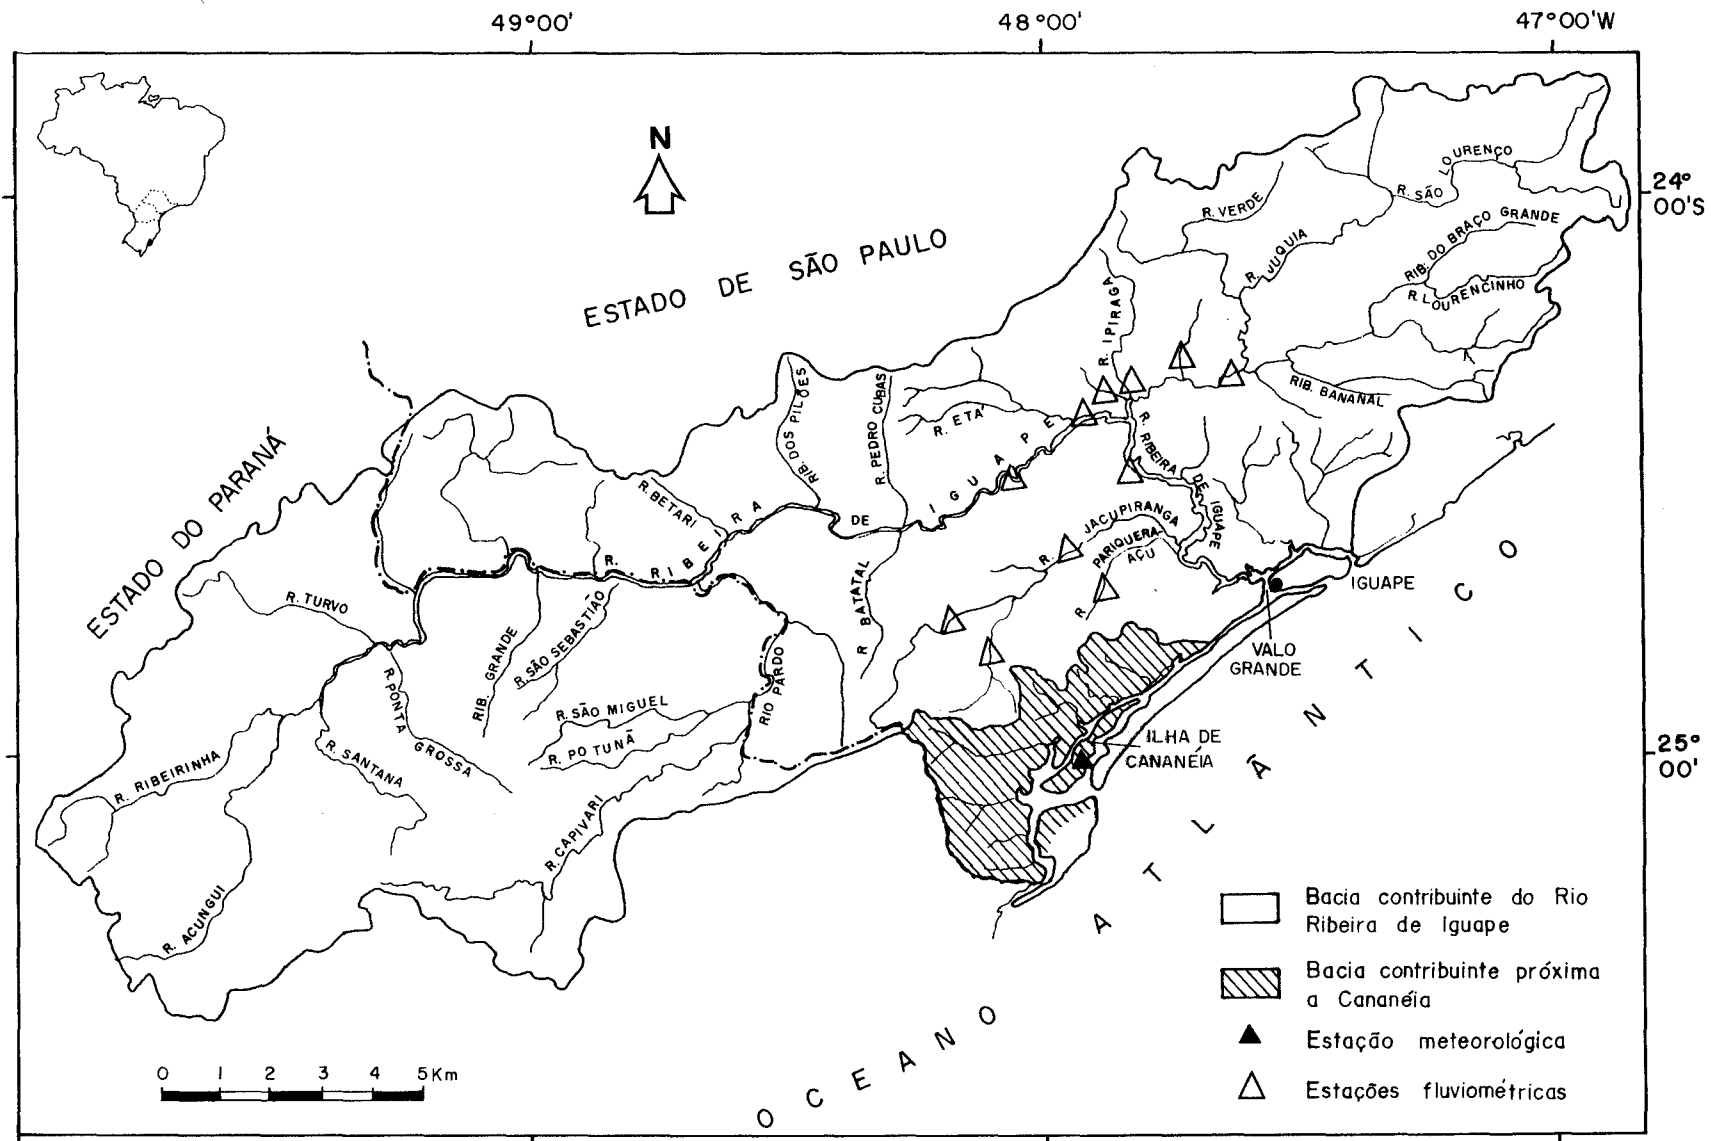 49°00'
48°00'
47°00'W
N
24°
00'S
25°
00'
ESTADO DE SÃO PAULO
ESTADO DO PARANÁ
R. SÃO LOURENÇO
R. VERDE
R. JUQUIA
RIB. DO BRAÇO GRANDE
R. LOURENCINHO
R. IPIRAGA
RIB. BANANAL
RIB. DOS PILÕES
R. PEDRO CUBAS
R. ETÁ
R. BETARI
R. RIBEIRA DE IGUAPE
R. RIBEIRA DE IGUAPE
R. JACUPIRANGA
R. PARIQUERA-
AÇU
R BATATAL
R. TURVO
RIB. GRANDE
R. SÃO SEBASTIÃO
RIO PARDO
R. PONTA GROSSA
R. SÃO MIGUEL
R. POTUNÃ
R. SANTANA
R. RIBEIRINHA
R. CAPIVARI
R. ACUNGUI
IGUAPE
VALO
GRANDE
ILHA DE
CANANÉIA
OCEANO ATLÂNTICO
Bacia contribuinte do Rio
Ribeira de Iguape
Bacia contribuinte próxima
a Cananéia
Estação meteorológica
Estações fluviométricas
0 1 2 3 4 5 Km